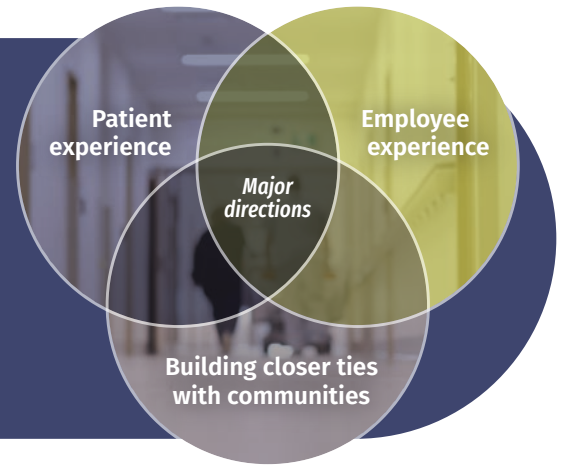 Patient
experience
Employee
experience
Major
directions
Building closer ties
with communities